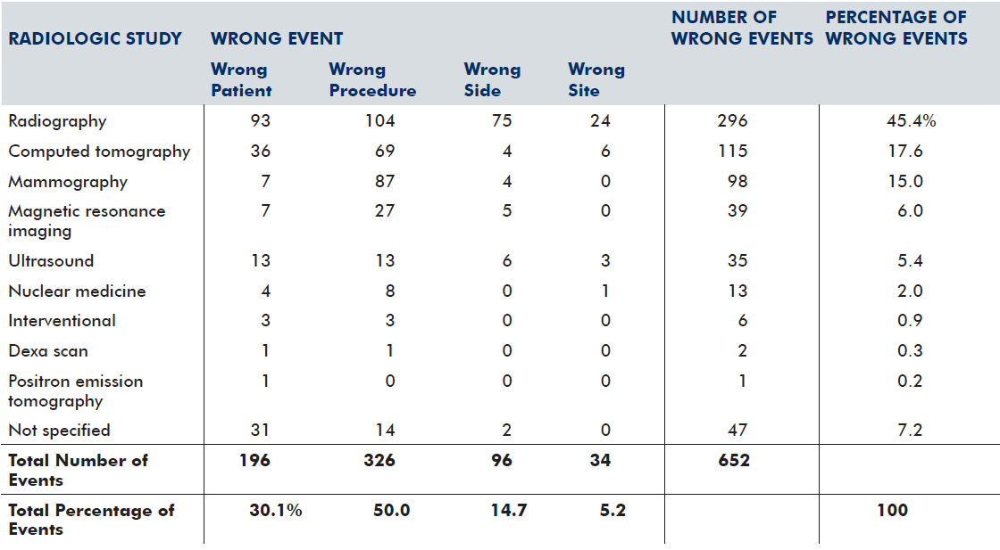 RADIOLOGIC STUDY WRONG EVENT NUMBER OF WRONG EVENTS PERCENTAGE OF WRONG EVENTS
Wrong Patient Wrong Procedure Wrong Side Wrong Site
Radiography 93 104 75 24 296 45.4%
Computed tomography 36 69 4 6 115 17.6
Mammography 7 87 4 0 98 15.0
Magnetic resonance 7 27 5 0 39 6.0
imaging
Ultrasound 13 13 6 3 35 5.4
Nuclear medicine 4 8 0 1 13 2.0
Interventional 3 3 0 0 6 0.9
Dexa scan 1 1 0 0 2 0.3
Positron emission 1 0 0 0 1 0.2
tomography
Not specified 31 14 2 0 47 7.2
Total Number of 196 326 96 34 652
Events
Total Percentage of 30.1% 50.0 14.7 5.2 100
Events